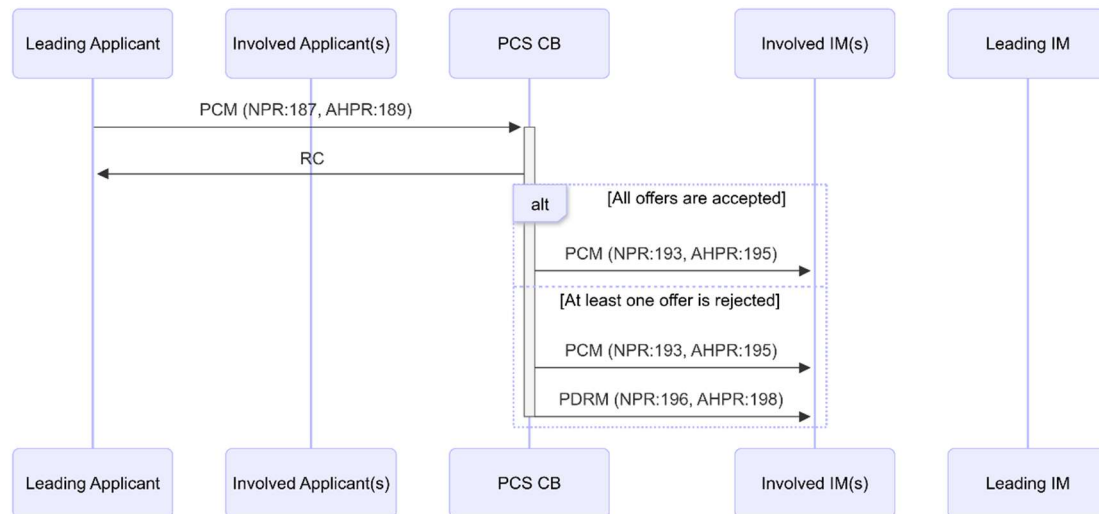 Leading Applicant
Involved Applicant(s)
PCS CB
Involved IM(s)
Leading IM
PCM (NPR:187, AHPR:189)
RC
alt
[All offers are accepted]
PCM (NPR:193, AHPR:195)
[At least one offer is rejected]
PCM (NPR:193, AHPR:195)
PDRM (NPR:196, AHPR:198)
Leading Applicant
Involved Applicant(s)
PCS CB
Involved IM(s)
Leading IM